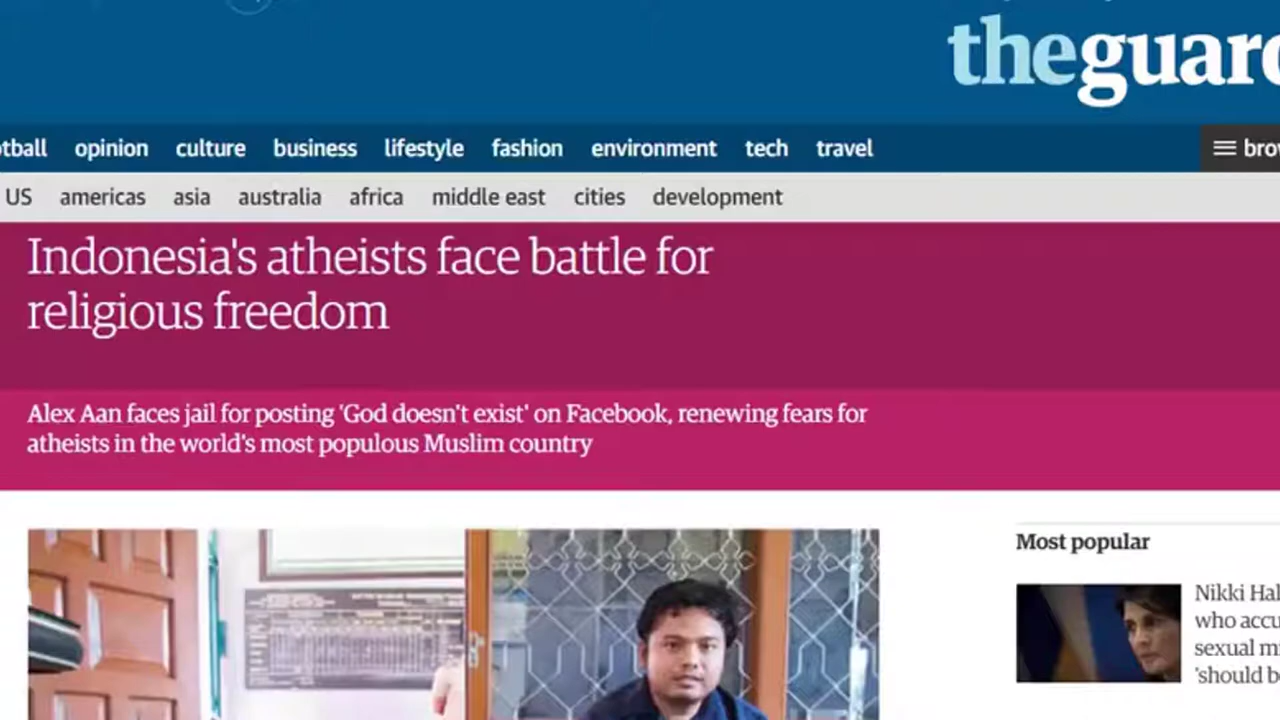 theguar
tball opinion culture business lifestyle fashion environment tech travel
brow
US americas asia australia africa middle east cities development
Indonesia's atheists face battle for
religious freedom
Alex Aan faces jail for posting 'God doesn't exist' on Facebook, renewing fears for
atheists in the world's most populous Muslim country
Most popular
Nikki Hal
who accu
sexual m
'should b